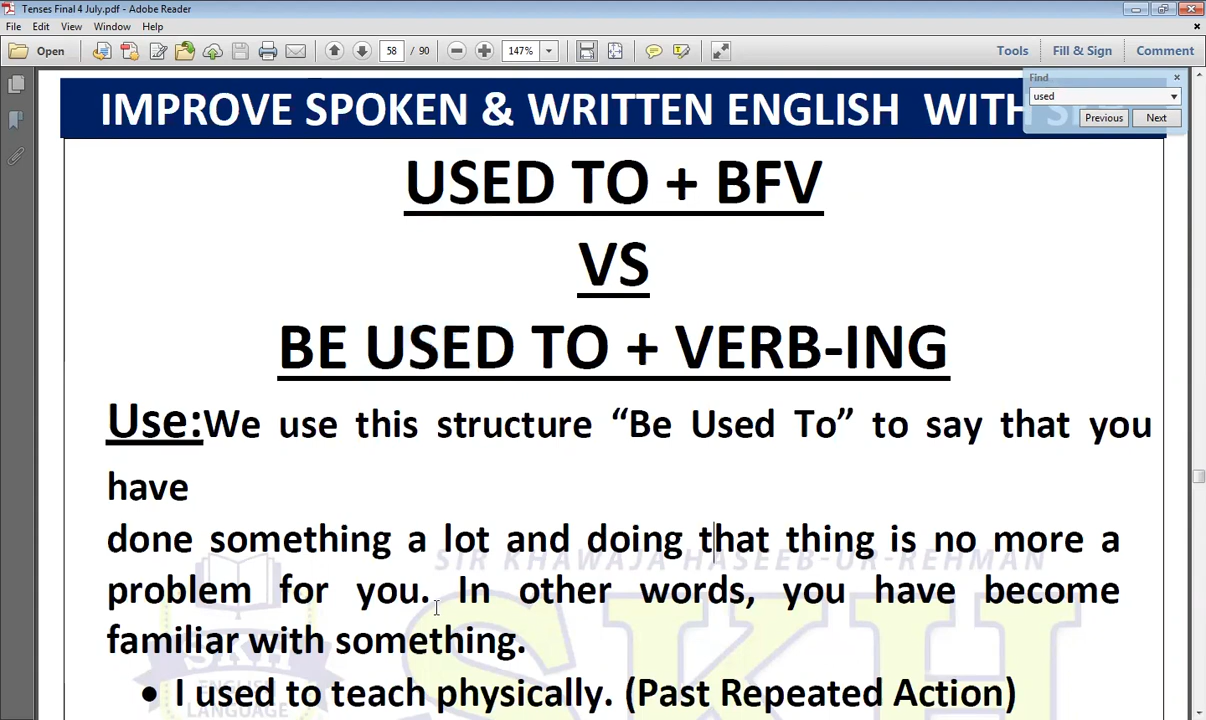 Tenses Final 4 July.pdf - Adobe Reader
File Edit View Window Help
Open 58 / 90 147% Tools Fill & Sign Comment
Find
used
Previous Next
IMPROVE SPOKEN & WRITTEN ENGLISH WITH
USED TO + BFV
VS
BE USED TO + VERB-ING
Use:We use this structure “Be Used To” to say that you
have
done something a lot and doing that thing is no more a
SIR KHAWAJA HASEEB-UR-REHMAN
problem for you. In other words, you have become
familiar with something.
SKH
• I used to teach physically. (Past Repeated Action)
ENGLISH
LANGUAGE